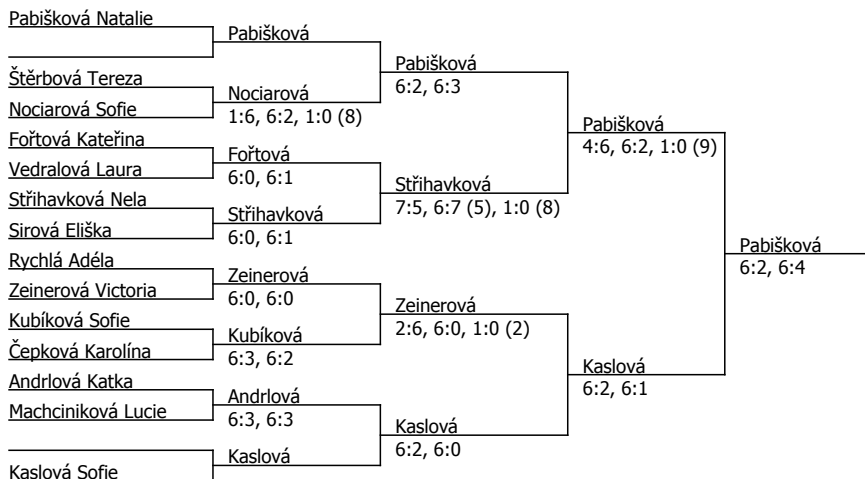 Pabišková Natalie
Štěrbová Tereza
Nociarová Sofie
Fořtová Kateřina
Vedralová Laura
Střihavková Nela
Sirová Eliška
Rychlá Adéla
Zeinerová Victoria
Kubíková Sofie
Čepková Karolína
Andrlová Katka
Machciniková Lucie
Kaslová Sofie
Pabišková
Nociarová
1:6, 6:2, 1:0 (8)
Fořtová
6:0, 6:1
Střihavková
6:0, 6:1
Zeinerová
6:0, 6:0
Kubíková
6:3, 6:2
Andrlová
6:3, 6:3
Kaslová
Pabišková
6:2, 6:3
Střihavková
7:5, 6:7 (5), 1:0 (8)
Zeinerová
2:6, 6:0, 1:0 (2)
Kaslová
6:2, 6:0
Pabišková
4:6, 6:2, 1:0 (9)
Kaslová
6:2, 6:1
Pabišková
6:2, 6:4